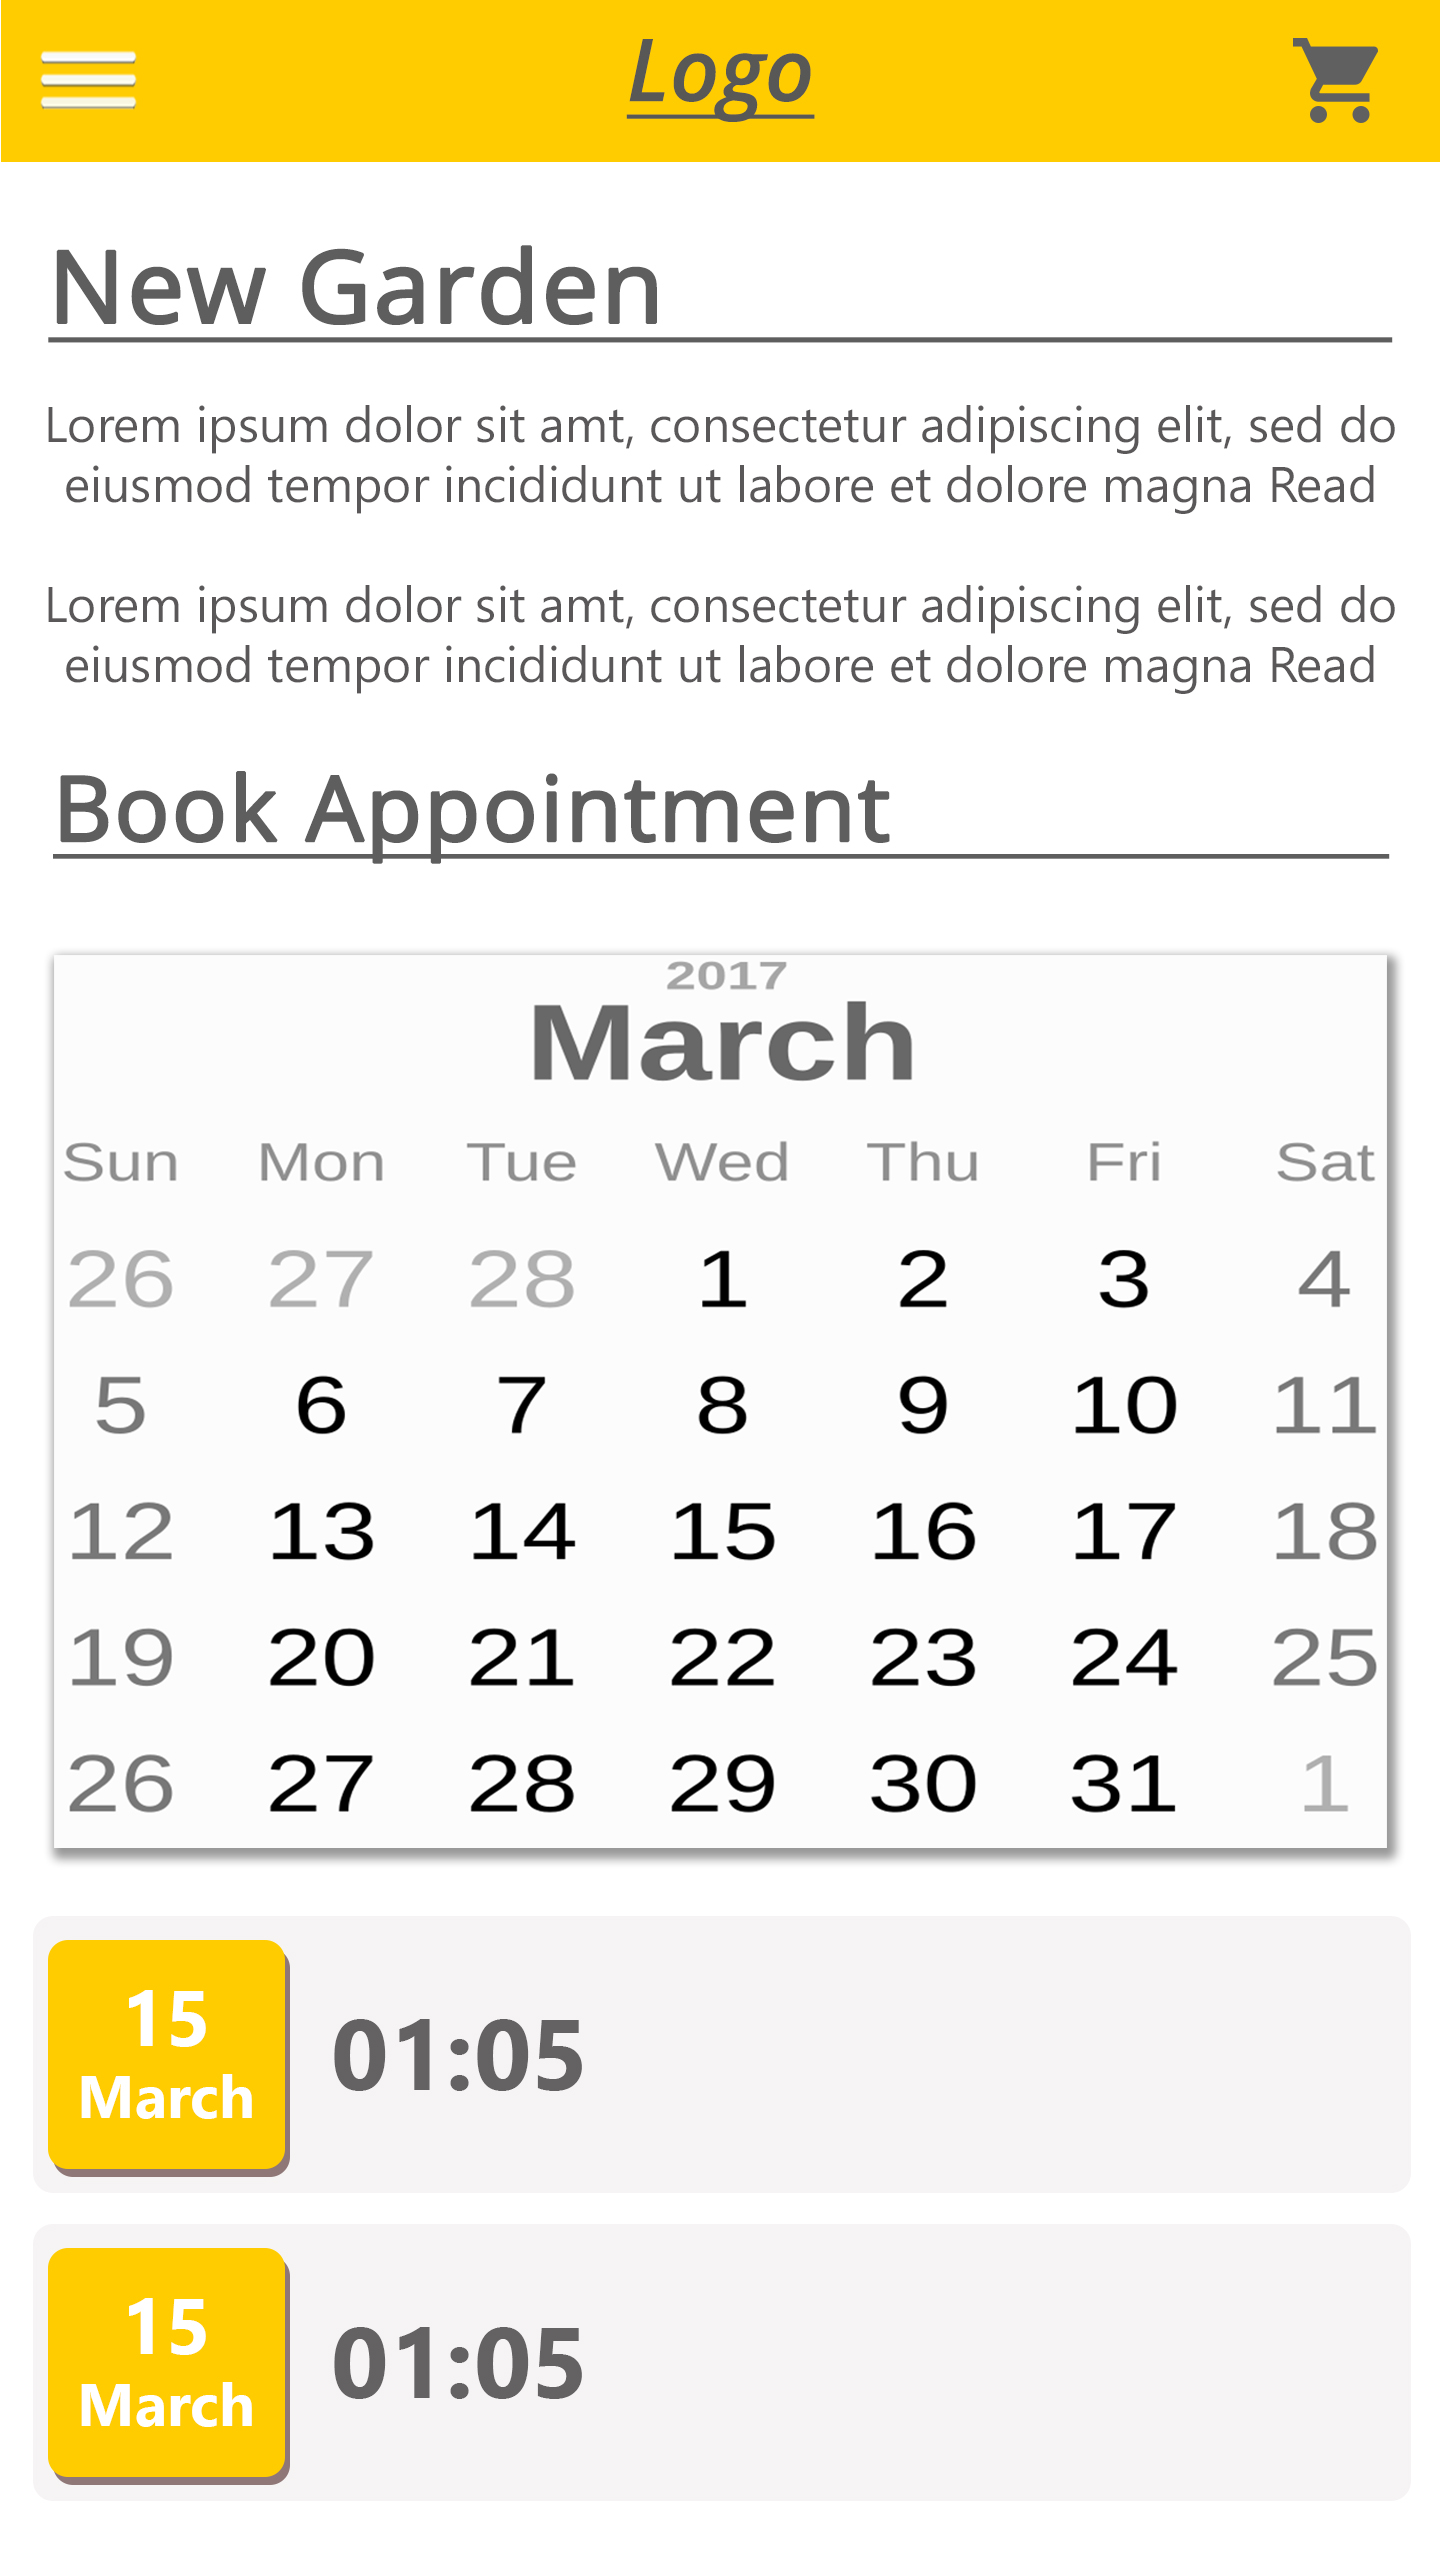 Logo
New Garden
Lorem ipsum dolor sit amt, consectetur adipiscing elit, sed do
eiusmod tempor incididunt ut labore et dolore magna Read
Lorem ipsum dolor sit amt, consectetur adipiscing elit, sed do
eiusmod tempor incididunt ut labore et dolore magna Read
Book Appointment
2017
March
Sun Mon Tue Wed Thu Fri Sat
26 27 28 1 2 3 4
5 6 7 8 9 10 11
12 13 14 15 16 17 18
19 20 21 22 23 24 25
26 27 28 29 30 31 1
15
March
01:05
15
March
01:05